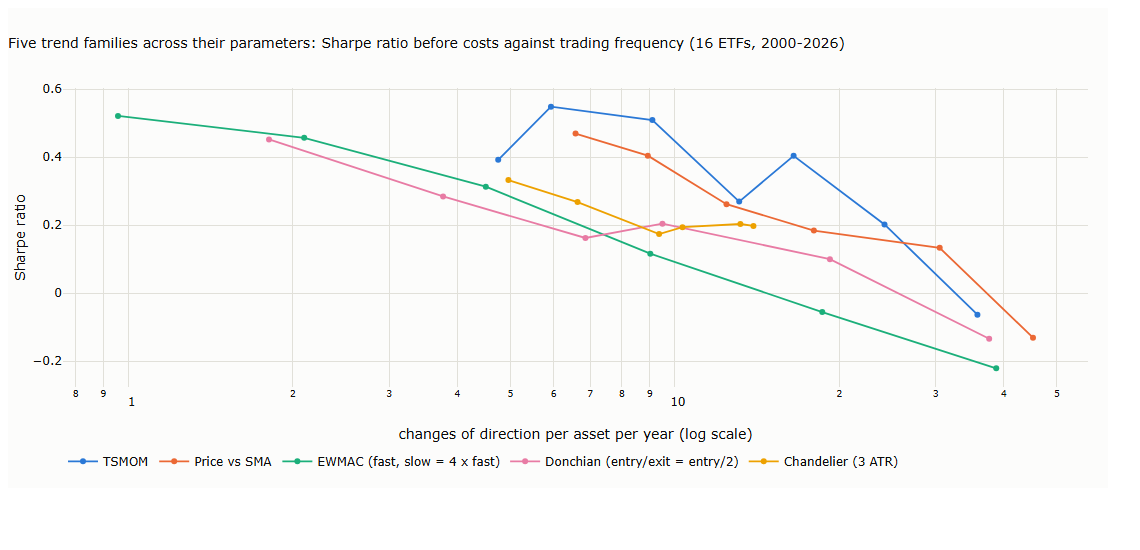 Five trend families across their parameters: Sharpe ratio before costs against trading frequency (16 ETFs, 2000-2026)
0.6
0.4
0.2
0
−0.2
Sharpe ratio
8 9 2 3 4 5 6 7 8 9 2 3 4 5
1 10
changes of direction per asset per year (log scale)
TSMOM Price vs SMA EWMAC (fast, slow = 4 x fast) Donchian (entry/exit = entry/2) Chandelier (3 ATR)